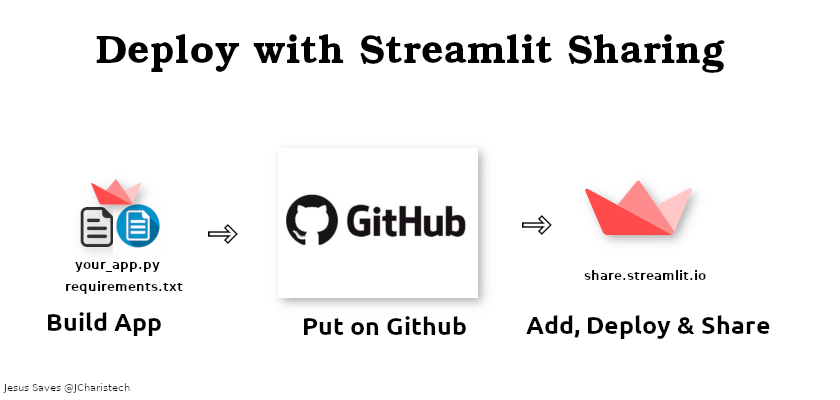 Deploy with Streamlit Sharing
your_app.py
requirements.txt
Build App
GitHub
Put on Github
share.streamlit.io
Add, Deploy & Share
Jesus Saves @JCharistech